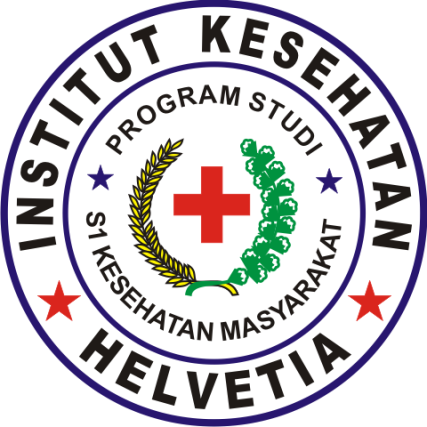 INSTITUT KESEHATAN
HELVETIA
PROGRAM STUDI
S1 KESEHATAN MASYARAKAT